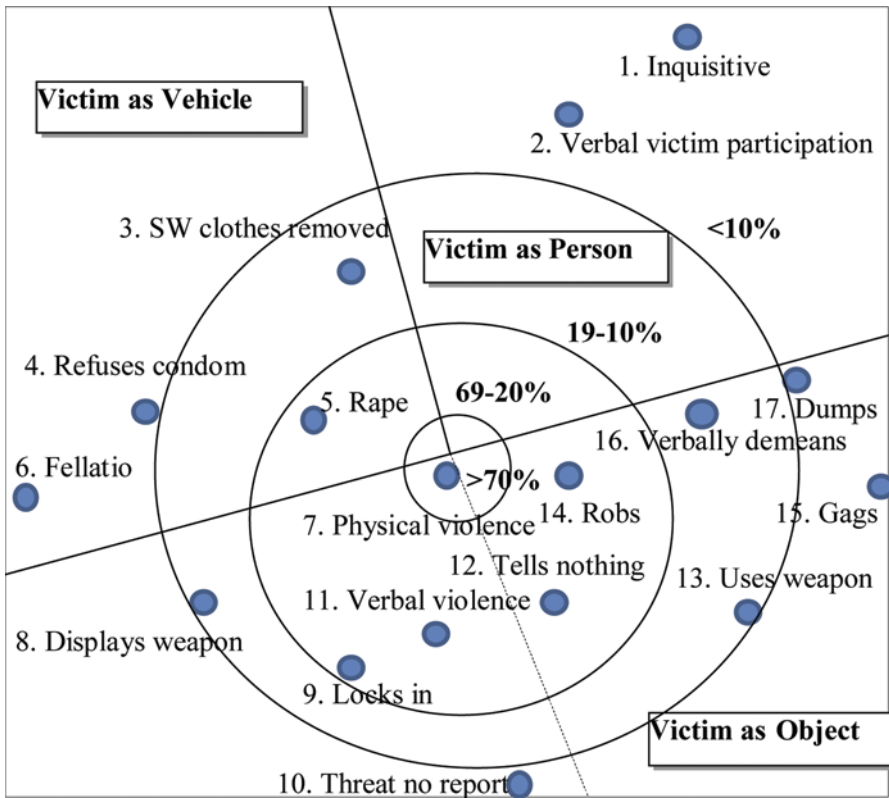 1. Inquisitive
Victim as Vehicle
2. Verbal victim participation
3. SW clothes removed
<10%
Victim as Person
19-10%
4. Refuses condom
69-20%
5. Rape
17. Dumps
16. Verbally demeans
6. Fellatio
>70%
14. Robs
15. Gags
7. Physical violence
12. Tells nothing
13. Uses weapon
11. Verbal violence
8. Displays weapon
9. Locks in
Victim as Object
10. Threat no report